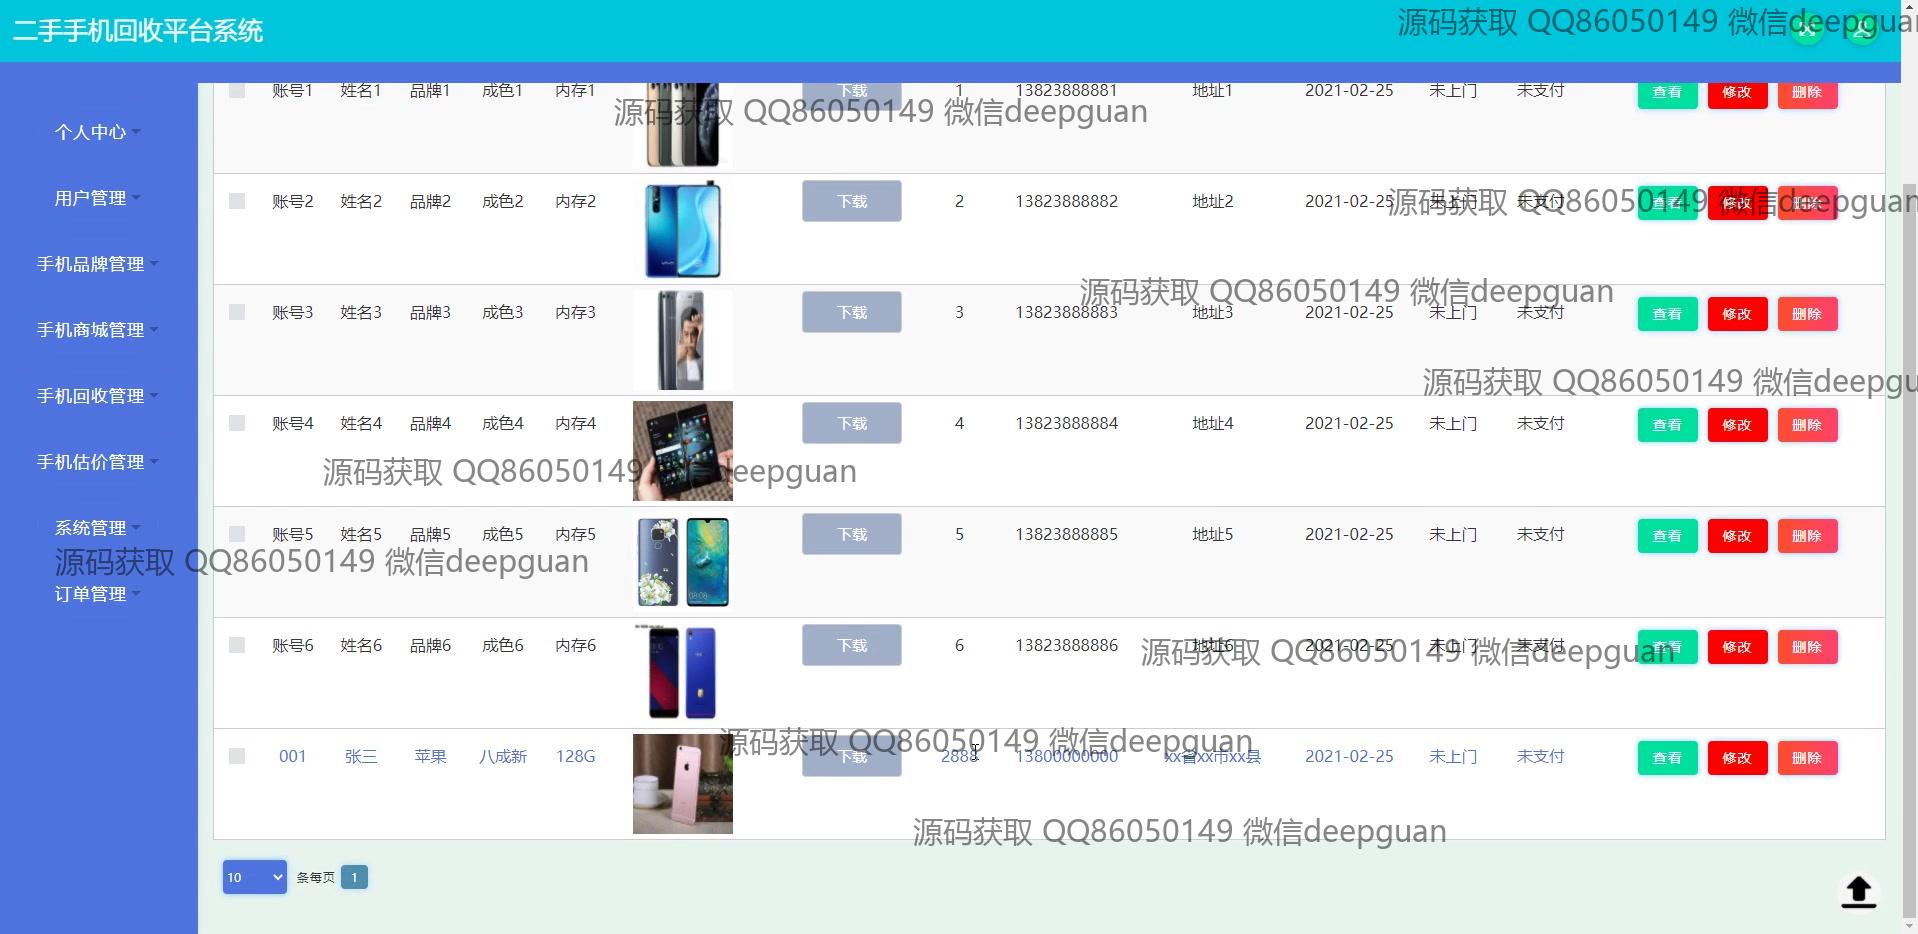 二手手机回收平台系统
源码获取 QQ86050149 微信deepguan
账号1 姓名1 品牌1 成色1 内存1 下载 1 13823888881 地址1 2021-02-25 未上门 未支付 查看 修改 删除
源码获取 QQ86050149 微信deepguan
个人中心
用户管理
账号2 姓名2 品牌2 成色2 内存2 下载 2 13823888882 地址2 2021-02-25 未上门 未支付 查看 修改 删除
源码获取 QQ86050149 微信deepguan
手机品牌管理
源码获取 QQ86050149 微信deepguan
账号3 姓名3 品牌3 成色3 内存3 下载 3 13823888883 地址3 2021-02-25 未上门 未支付 查看 修改 删除
手机商城管理
源码获取 QQ86050149 微信deepgu
手机回收管理
账号4 姓名4 品牌4 成色4 内存4 下载 4 13823888884 地址4 2021-02-25 未上门 未支付 查看 修改 删除
手机估价管理
源码获取 QQ86050149 deepguan
系统管理
账号5 姓名5 品牌5 成色5 内存5 下载 5 13823888885 地址5 2021-02-25 未上门 未支付 查看 修改 删除
08:08
源码获取 QQ86050149 微信deepguan
订单管理
账号6 姓名6 品牌6 成色6 内存6 下载 6 13823888886 地址6 2021-02-25 未上门 未支付 查看 修改 删除
源码获取 QQ86050149 微信deepguan
源码获取 QQ86050149 微信deepguan
001 张三 苹果 八成新 128G 下载 2888 13800000000 xx省xx市xx县 2021-02-25 未上门 未支付 查看 修改 删除
源码获取 QQ86050149 微信deepguan
10 条每页 1